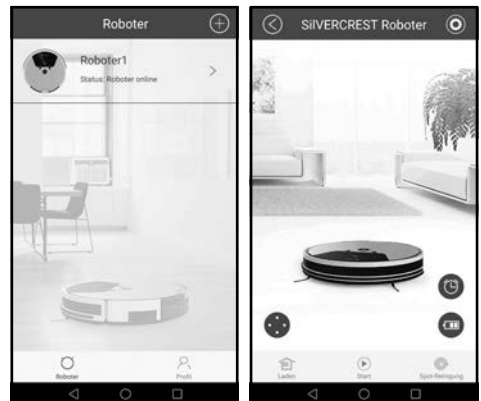 Roboter
Roboter1
Status: Roboter online
Roboter
Profil
SilVERCREST Roboter
Laden
Start
Spot-Reinigung